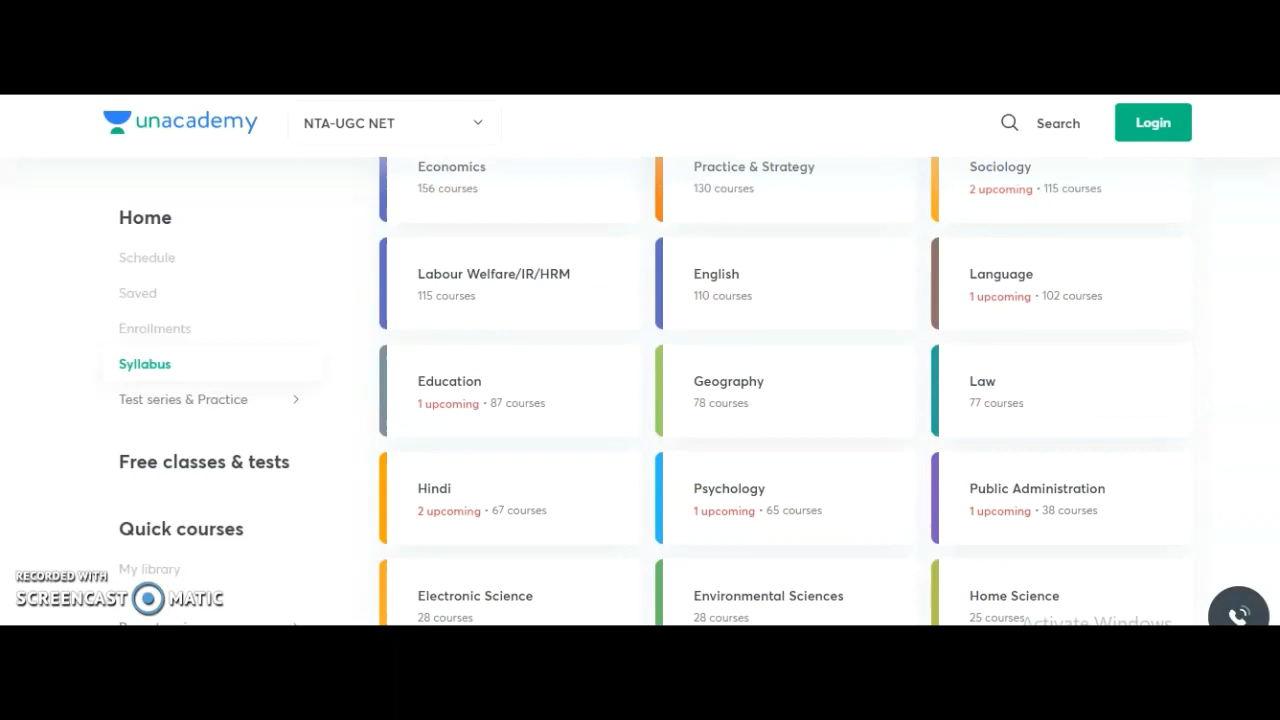 unacademy
NTA-UGC NET
Search
Login
Economics
156 courses
Practice & Strategy
130 courses
Sociology
2 upcoming • 115 courses
Home
Schedule
Saved
Enrollments
Syllabus
Test series & Practice
Free classes & tests
Quick courses
My library
Labour Welfare/IR/HRM
115 courses
English
110 courses
Language
1 upcoming • 102 courses
Education
1 upcoming • 87 courses
Geography
78 courses
Law
77 courses
Hindi
2 upcoming • 67 courses
Psychology
1 upcoming • 65 courses
Public Administration
1 upcoming • 38 courses
Electronic Science
28 courses
Environmental Sciences
28 courses
Home Science
25 courses
Activate Windows
RECORDED WITH
SCREENCAST MATIC